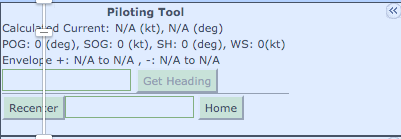 Piloting Tool
Calculated Current: N/A (kt), N/A (deg)
POG: 0 (deg), SOG: 0 (kt), SH: 0 (deg), WS: 0(kt)
Envelope +: N/A to N/A , -: N/A to N/A
Get Heading
Recenter Home